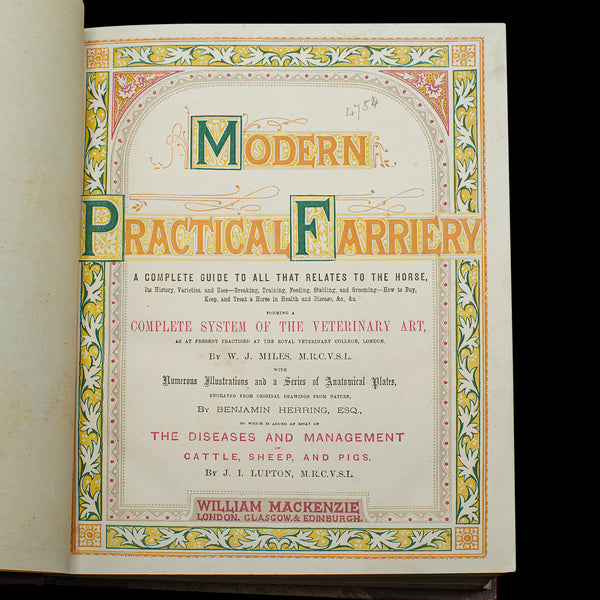 4754
MODERN
PRACTICAL FARRIERY
A COMPLETE GUIDE TO ALL THAT RELATES TO THE HORSE,
Its History, Varieties, and Uses—Breaking, Training, Feeding, Stabling, and Grooming—How to Buy,
Keep, and Treat a Horse in Health and Disease, &c., &c.
FORMING A
COMPLETE SYSTEM OF THE VETERINARY ART,
AS AT PRESENT PRACTISED AT THE ROYAL VETERINARY COLLEGE, LONDON.
BY W. J. MILES, M.R.C.V.S.L.
WITH
Numerous Illustrations and a Series of Anatomical Plates,
ENGRAVED FROM ORIGINAL DRAWINGS FROM NATURE,
BY BENJAMIN HERRING, ESQ.,
TO WHICH IS ADDED AN ESSAY ON
THE DISEASES AND MANAGEMENT
OF
CATTLE, SHEEP, AND PIGS.
BY J. I. LUPTON, M.R.C.V.S.L.
WILLIAM MACKENZIE
LONDON, GLASGOW, & EDINBURGH.